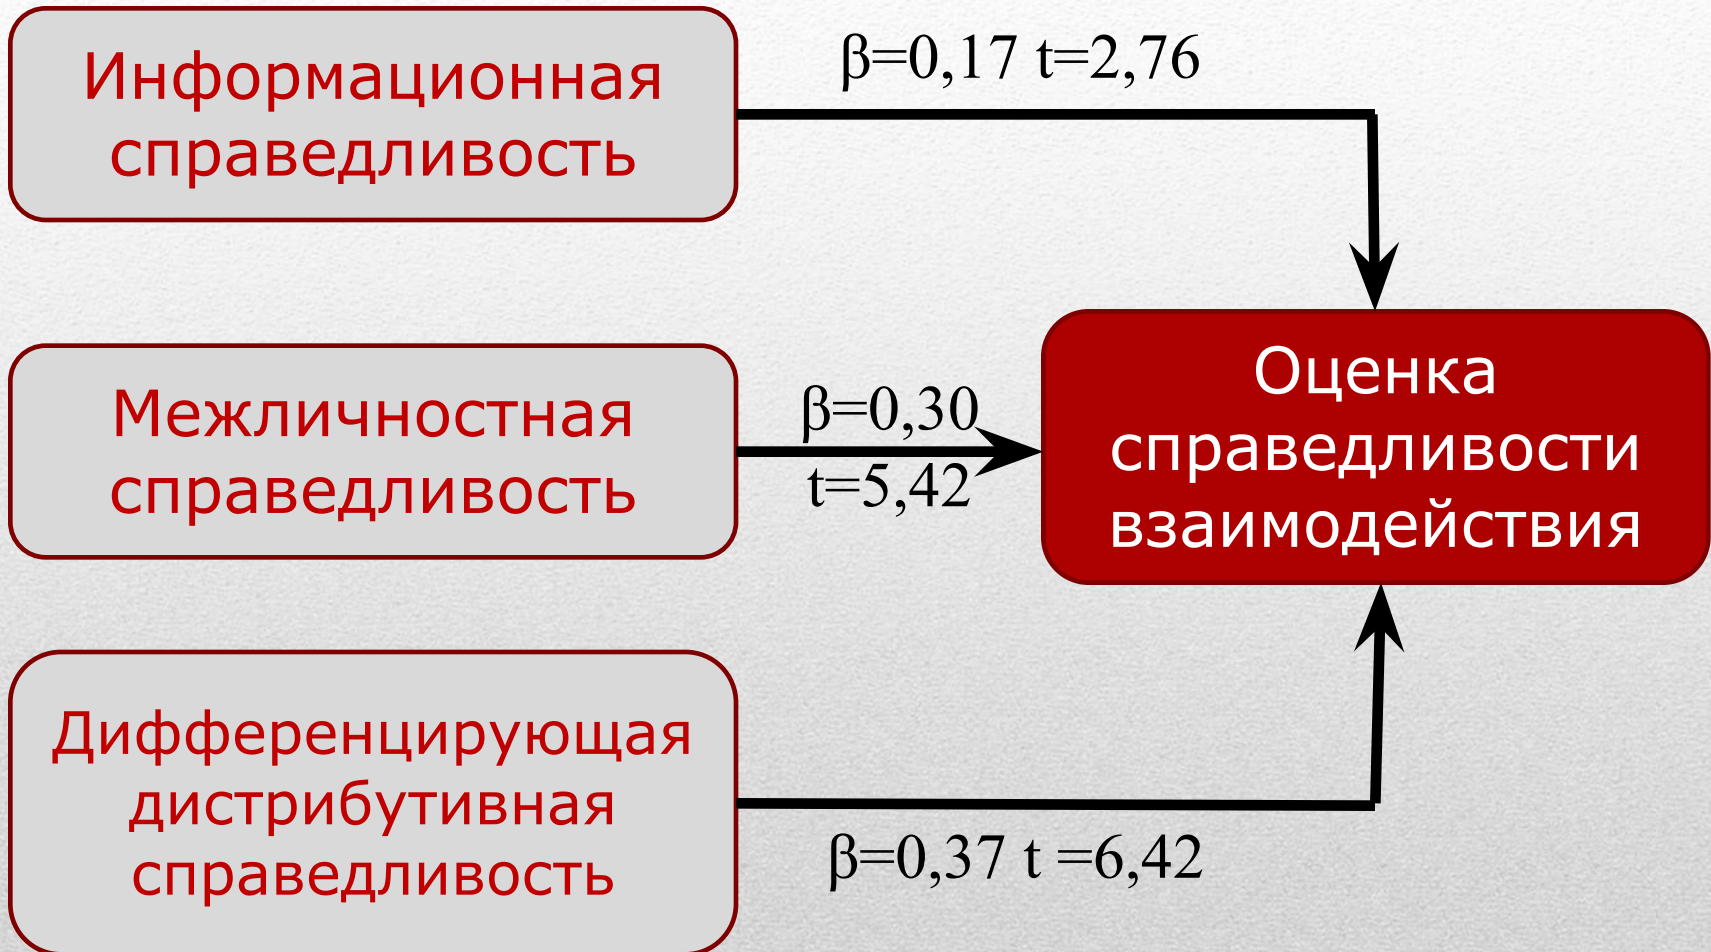 Информационная
справедливость
β=0,17 t=2,76
Межличностная
справедливость
β=0,30
t=5,42
Оценка
справедливости
взаимодействия
Дифференцирующая
дистрибутивная
справедливость
β=0,37 t =6,42